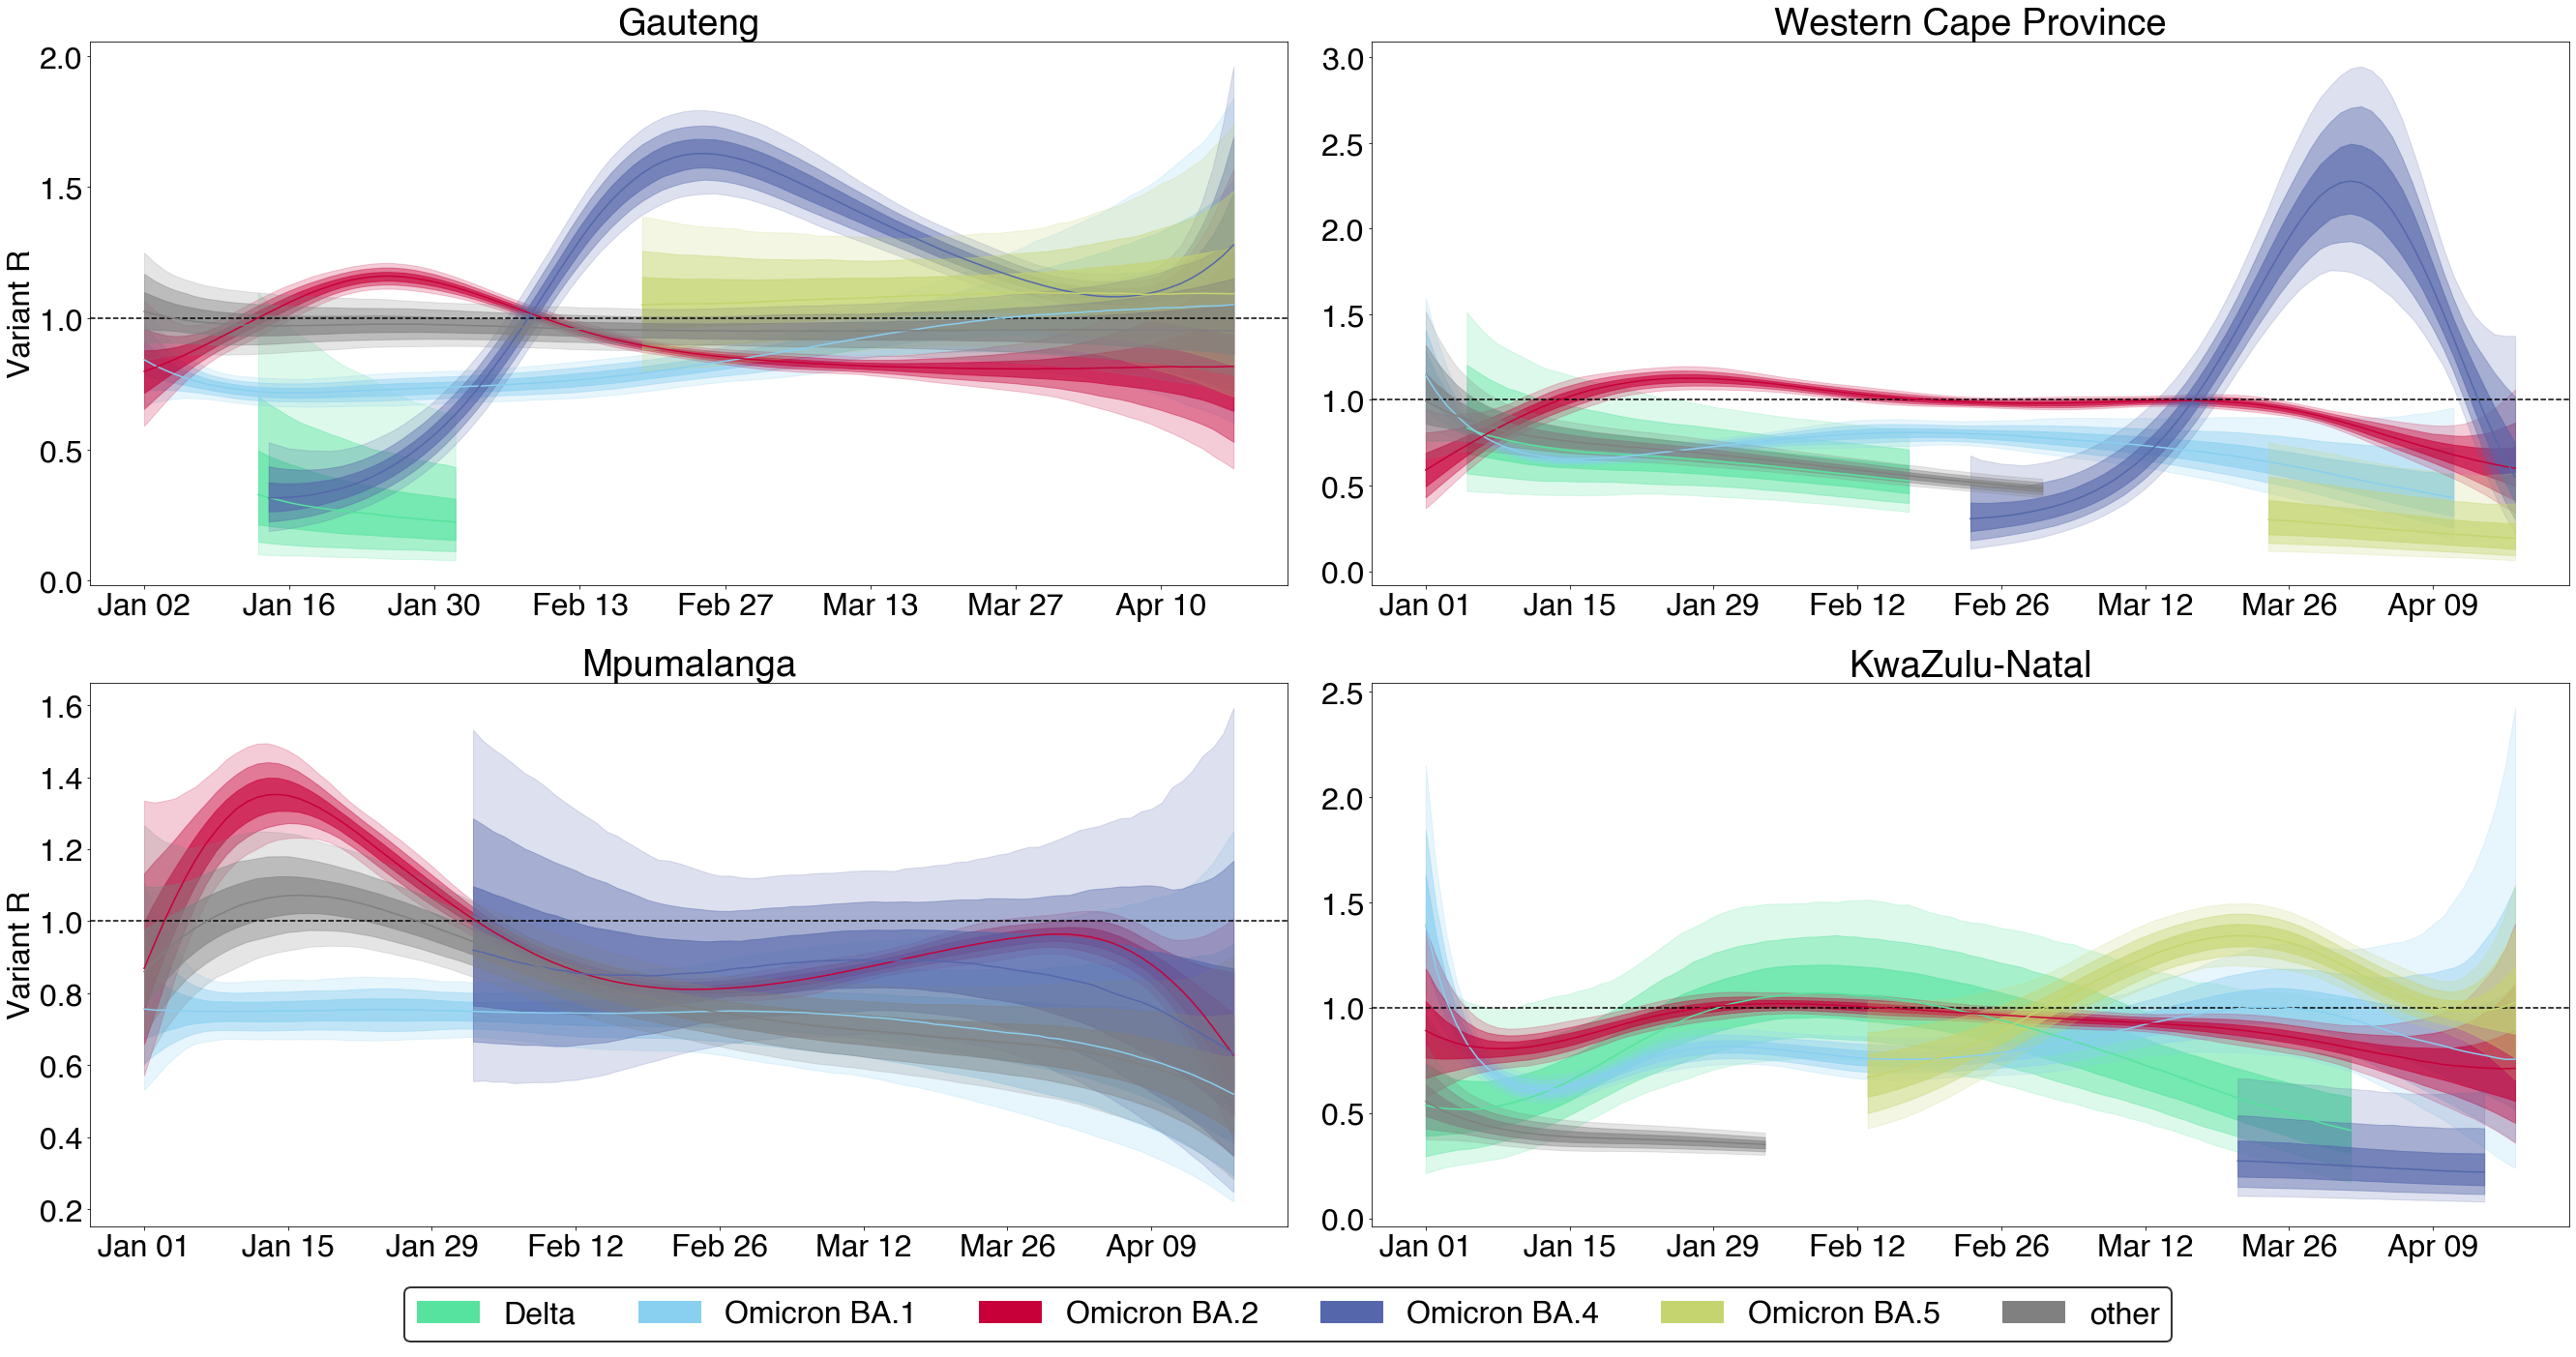 Gauteng
Western Cape Province
Variant R
2.0
1.5
1.0
0.5
0.0
Jan 02 Jan 16 Jan 30 Feb 13 Feb 27 Mar 13 Mar 27 Apr 10
3.0
2.5
2.0
1.5
1.0
0.5
0.0
Jan 01 Jan 15 Jan 29 Feb 12 Feb 26 Mar 12 Mar 26 Apr 09
Mpumalanga
KwaZulu-Natal
Variant R
1.6
1.4
1.2
1.0
0.8
0.6
0.4
0.2
Jan 01 Jan 15 Jan 29 Feb 12 Feb 26 Mar 12 Mar 26 Apr 09
2.5
2.0
1.5
1.0
0.5
0.0
Jan 01 Jan 15 Jan 29 Feb 12 Feb 26 Mar 12 Mar 26 Apr 09
Delta Omicron BA.1 Omicron BA.2 Omicron BA.4 Omicron BA.5 other